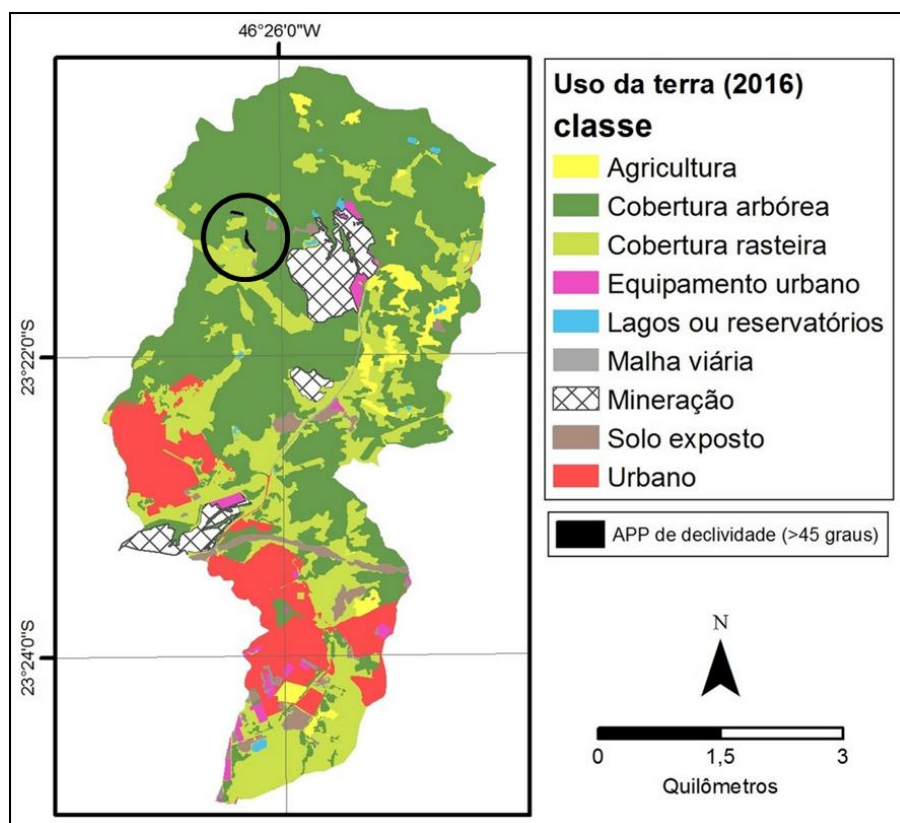 46°26'0"W
23°22'0"S
23°24'0"S
Uso da terra (2016)
classe
Agricultura
Cobertura arbórea
Cobertura rasteira
Equipamento urbano
Lagos ou reservatórios
Malha viária
Mineração
Solo exposto
Urbano
APP de declividade (>45 graus)
N
0 1,5 3
Quilômetros